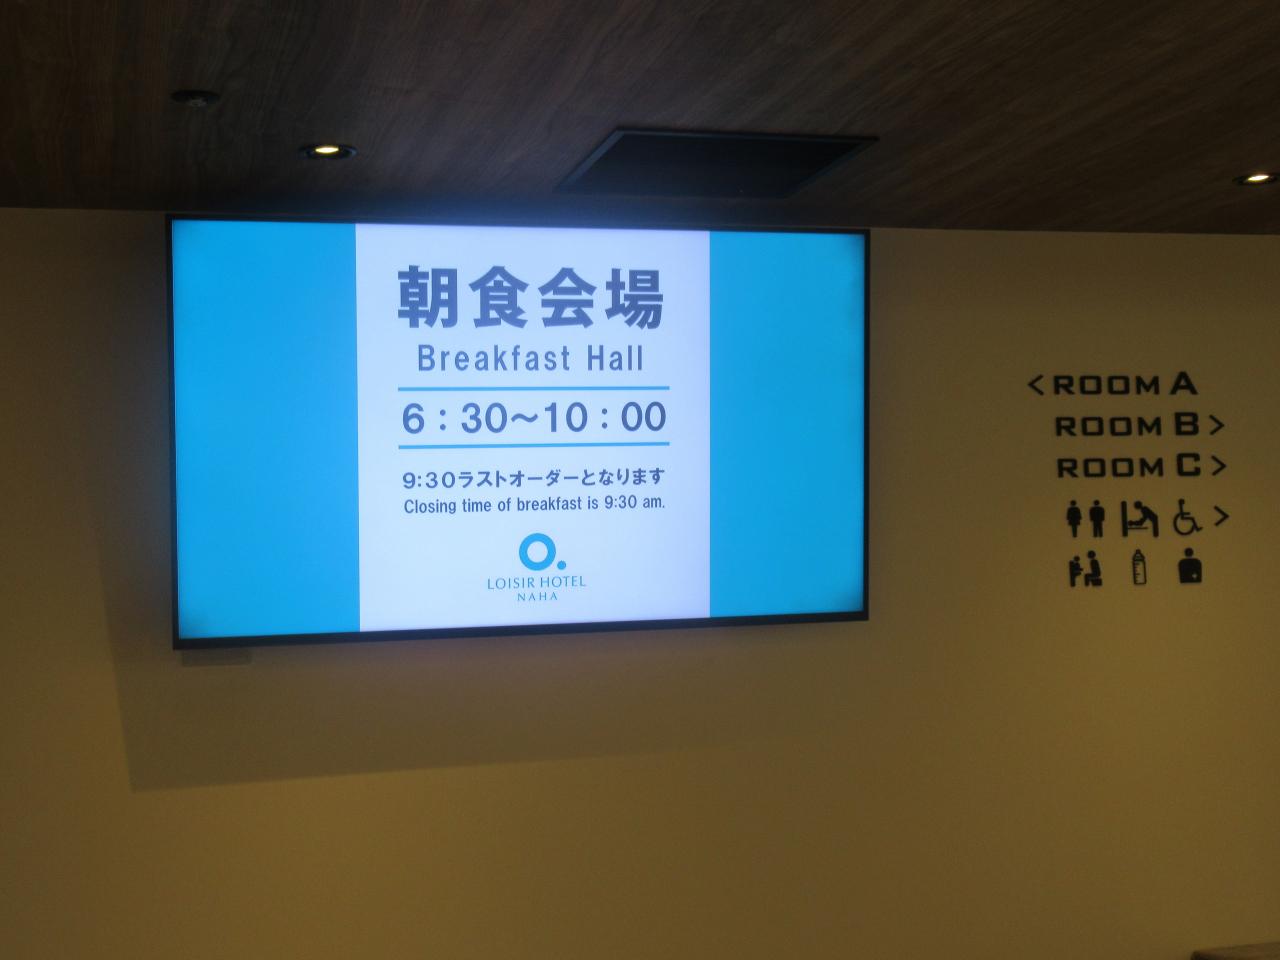 朝食会場
Breakfast Hall
6：30～10：00
9:30ラストオーダーとなります
Closing time of breakfast is 9:30 am.
LOISIR HOTEL
NAHA
< ROOM A
ROOM B >
ROOM C >
>